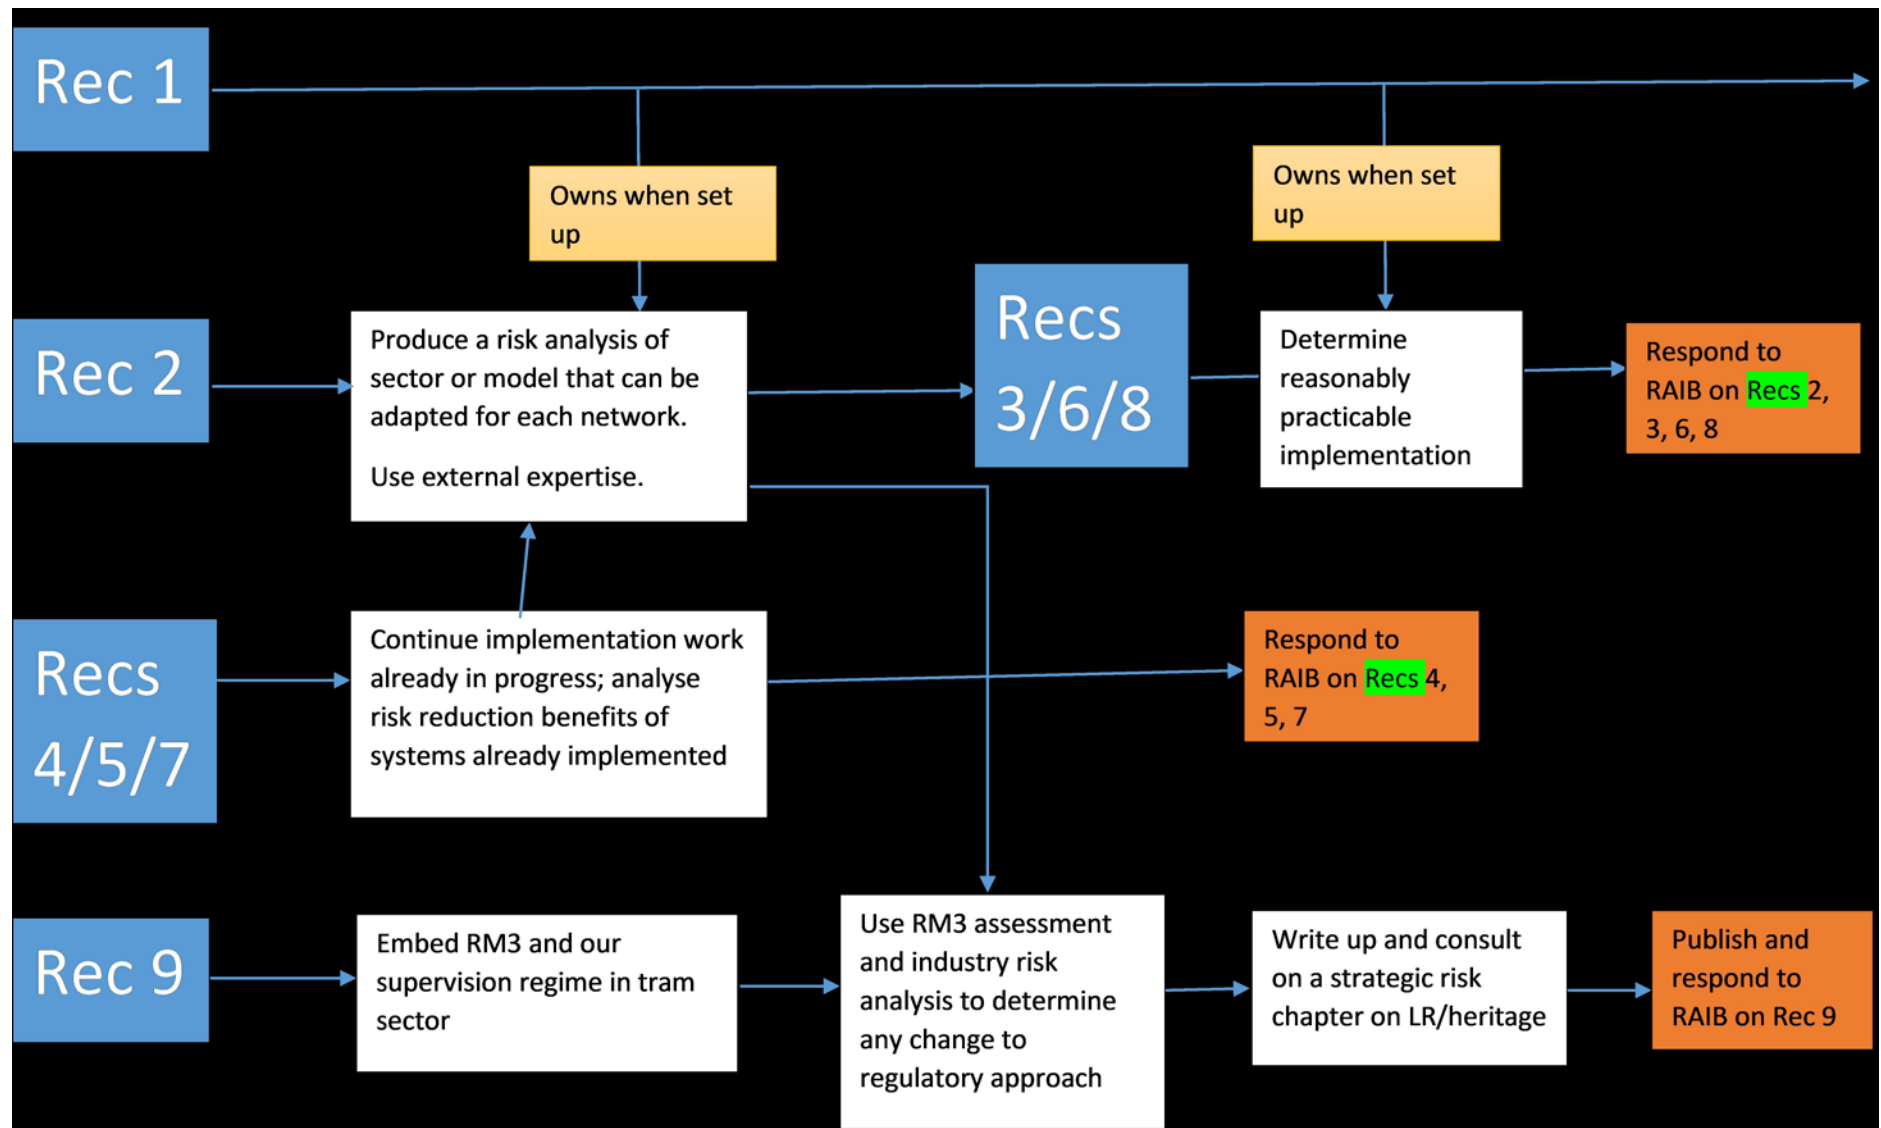 Rec 1
Owns when set
up
Owns when set
up
Rec 2
Produce a risk analysis of
sector or model that can be
adapted for each network.
Use external expertise.
Recs
3/6/8
Determine
reasonably
practicable
implementation
Respond to
RAIB on Recs 2,
3, 6, 8
Recs
4/5/7
Continue implementation work
already in progress; analyse
risk reduction benefits of
systems already implemented
Respond to
RAIB on Recs 4,
5, 7
Rec 9
Embed RM3 and our
supervision regime in tram
sector
Use RM3 assessment
and industry risk
analysis to determine
any change to
regulatory approach
Write up and consult
on a strategic risk
chapter on LR/heritage
Publish and
respond to
RAIB on Rec 9